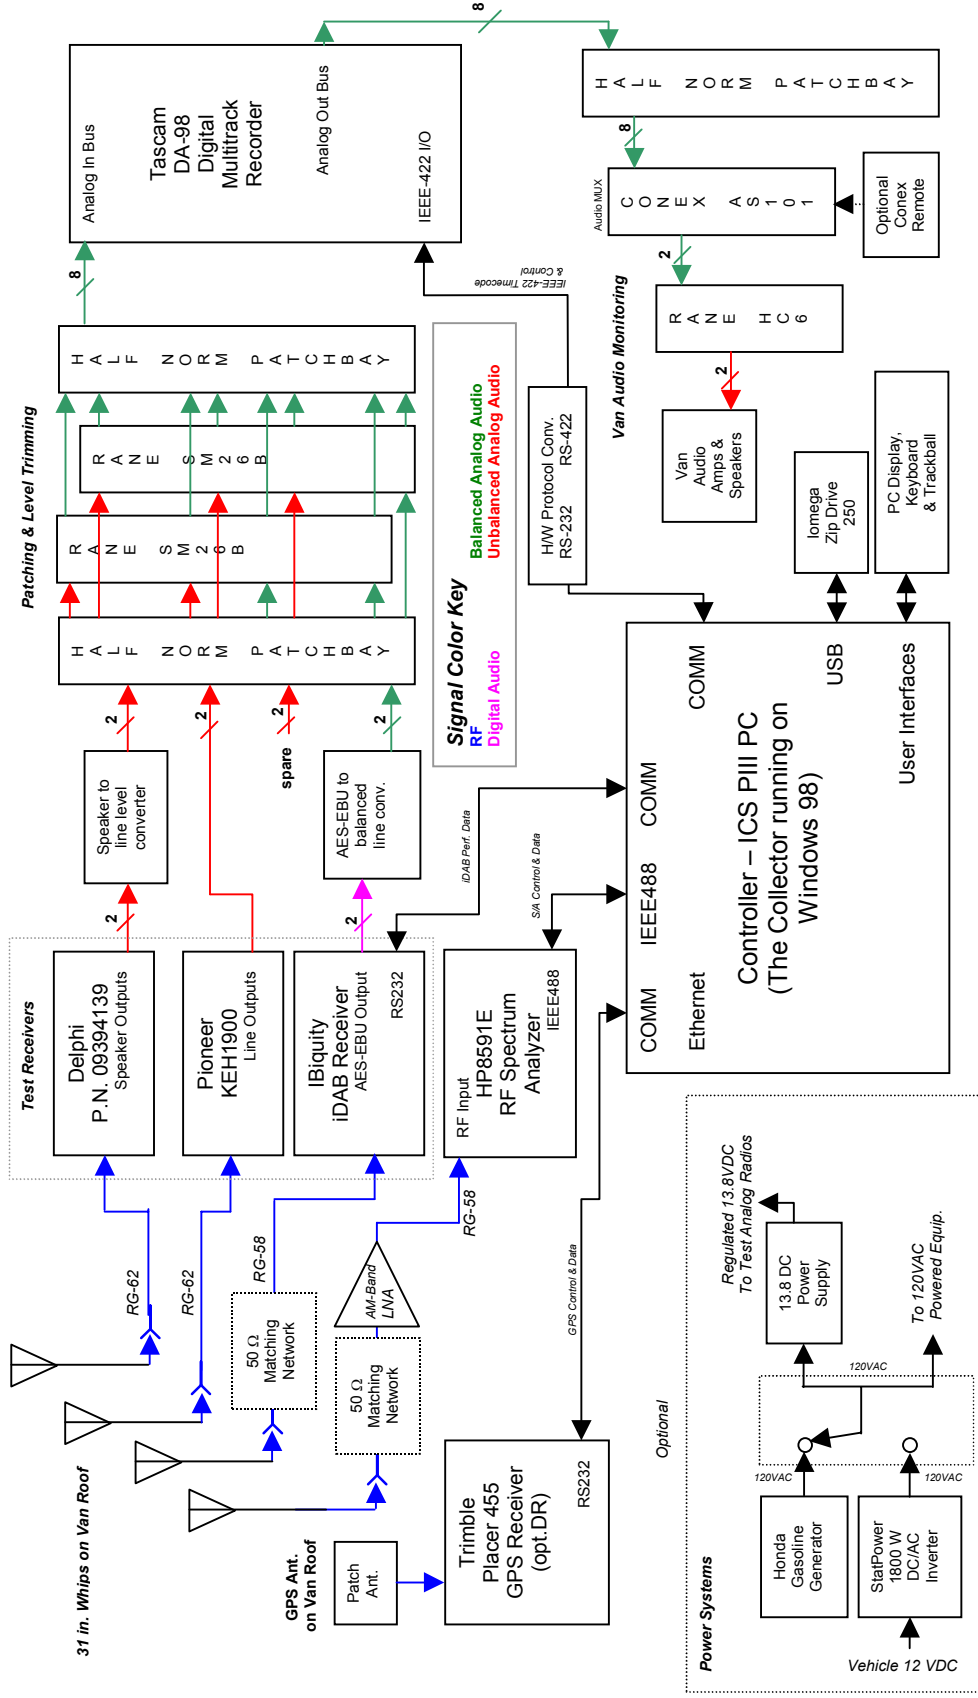 31 in. Whips on Van Roof
RG-62
RG-62
RG-58
RG-58
50 Ω
Matching
Network
50 Ω
Matching
Network
AM-Band
LNA
GPS Ant.
on Van Roof
Patch
Ant.
Trimble
Placer 455
GPS Receiver
(opt.DR)
RS232
GPS Control & Data
Test Receivers
Delphi
P.N. 09394139
Speaker Outputs
Pioneer
KEH1900
Line Outputs
IBiquity
iDAB Receiver
AES-EBU Output
RS232
RF Input
HP8591E
RF Spectrum
Analyzer
IEEE488
S/A Control & Data
iDAB Perf. Data
2
Speaker to
line level
converter
2
2
spare
2
2
AES-EBU to
balanced
line conv.
2
Patching & Level Trimming
HALF NORM PATCHBAY
RANE SM26B
RANE SM26B
HALF NORM PATCHBAY
8
Analog In Bus
Tascam
DA-98
Digital
Multitrack
Recorder
Analog Out Bus
IEEE-422 I/O
8
HALF NORM PATCHBAY
8
Audio MUX
CONEX AS101
Optional
Conex
Remote
2
RANE HC6
2
Van Audio Monitoring
Van
Audio
Amps &
Speakers
IEEE-422 Timecode
& Control
H/W Protocol Conv.
RS-232 RS-422
Signal Color Key
RF Balanced Analog Audio
Digital Audio Unbalanced Analog Audio
Iomega
Zip Drive
250
PC Display,
Keyboard
& Trackball
COMM IEEE488 COMM COMM
Ethernet
USB
User Interfaces
Controller – ICS PIII PC
(The Collector running on
Windows 98)
Power Systems
Optional
Honda
Gasoline
Generator
StatPower
1800 W
DC/AC
Inverter
Vehicle 12 VDC
120VAC
120VAC
120VAC
13.8 DC
Power
Supply
Regulated 13.8VDC
To Test Analog Radios
To 120VAC
Powered Equip.